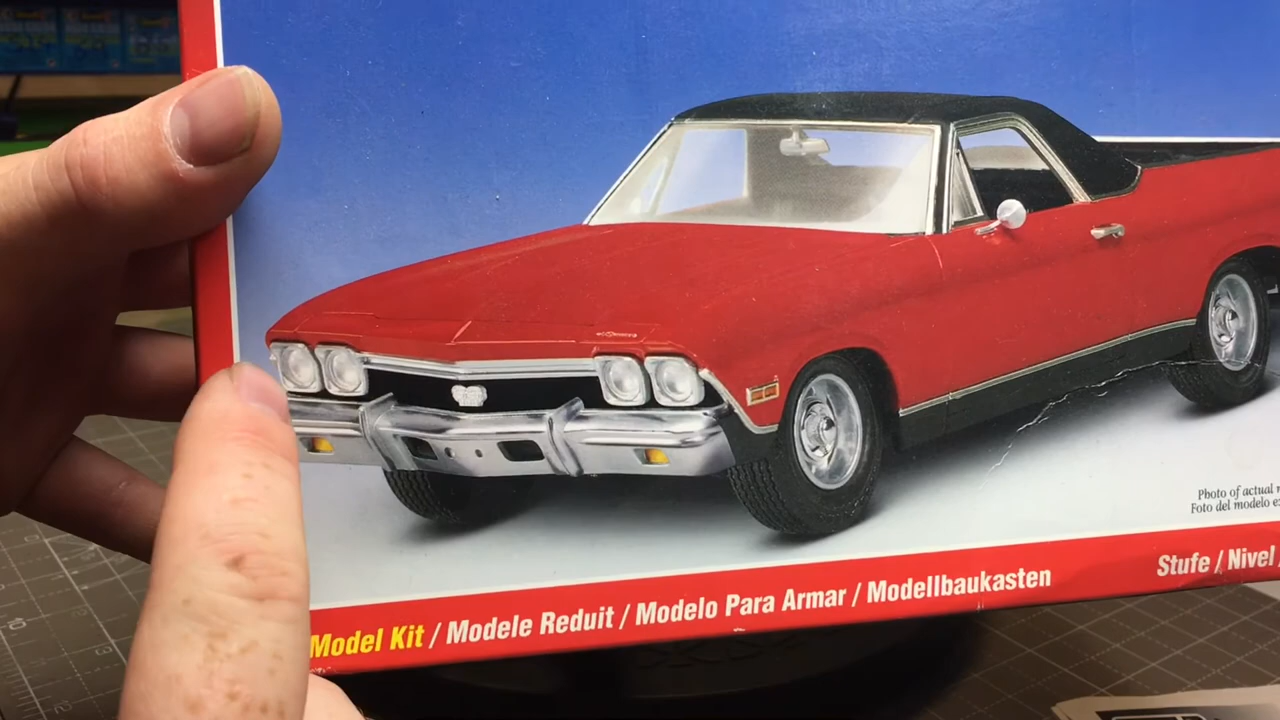 Photo of actual
Foto del modelo
Model Kit / Modele Reduit / Modelo Para Armar / Modellbaukasten
Stufe / Nivel /